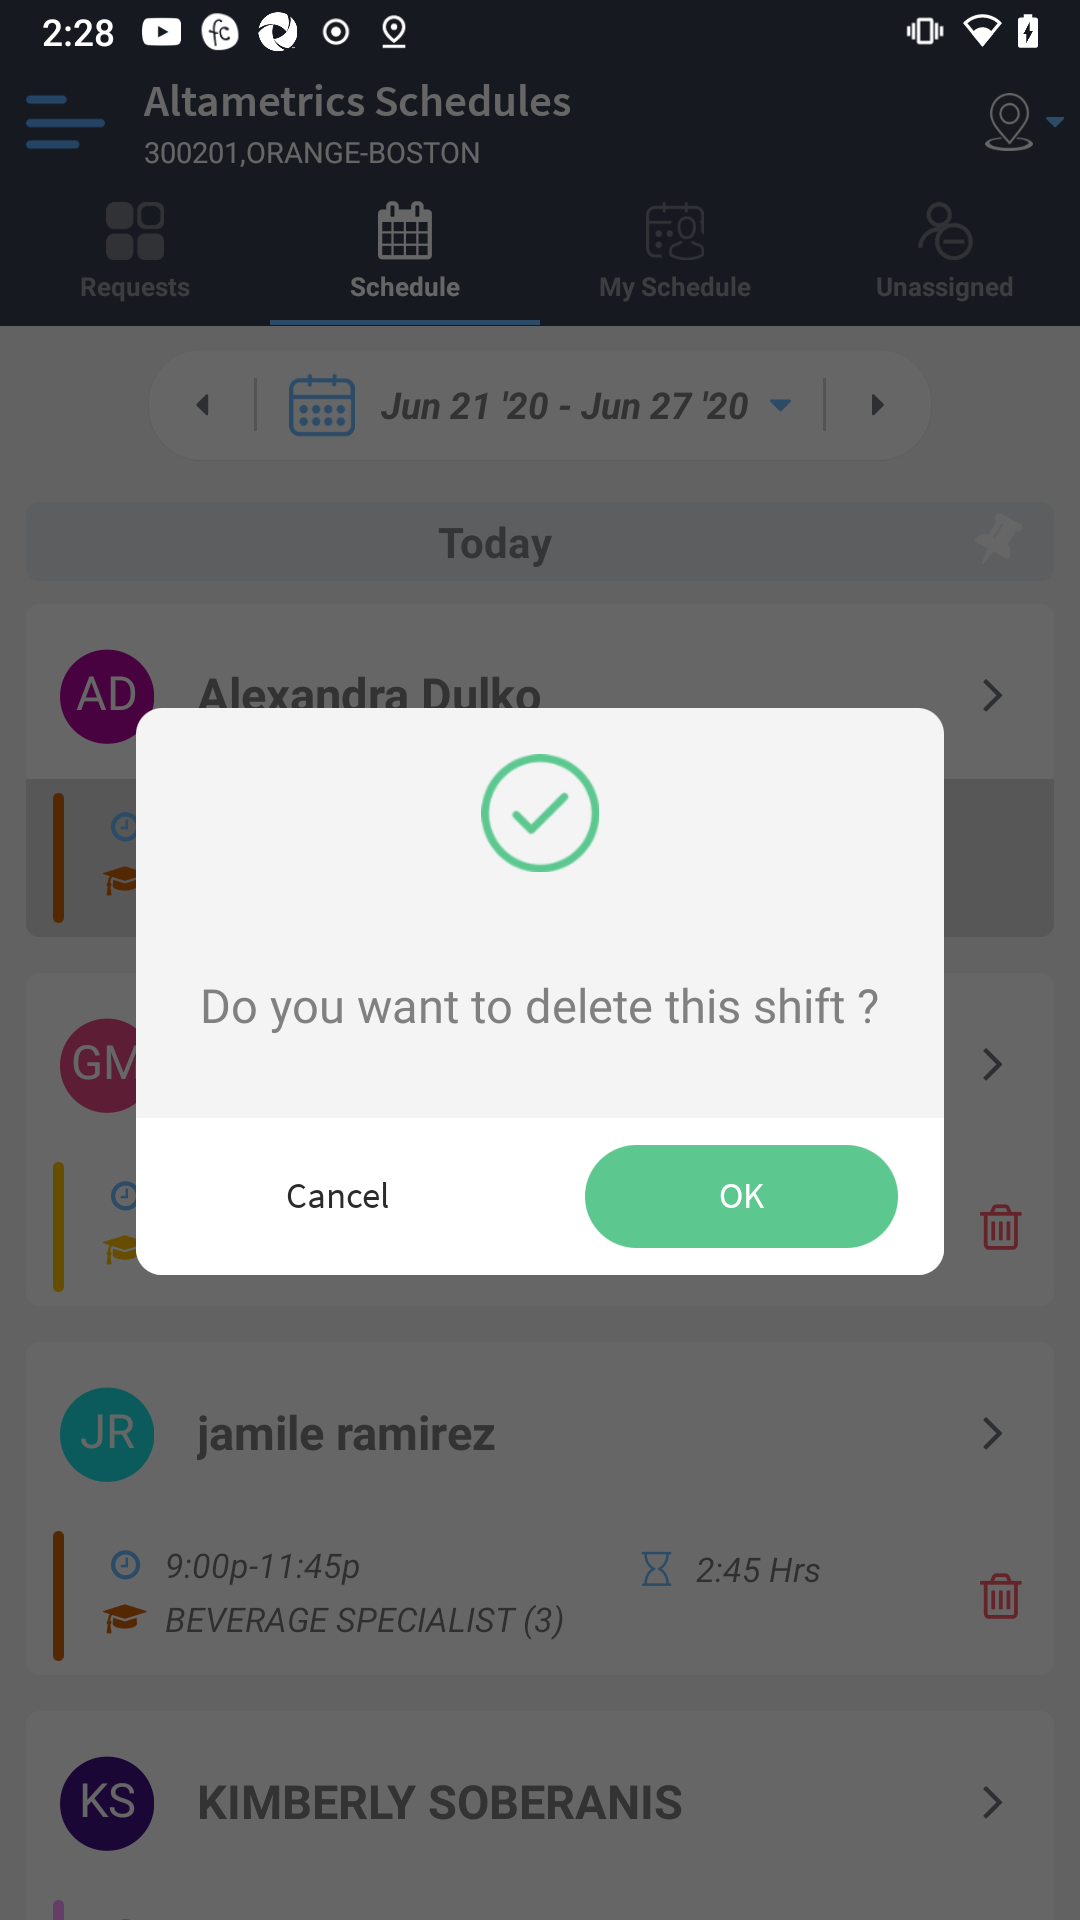 2:28
Altametrics Schedules
300201,ORANGE-BOSTON
Requests
Schedule
My Schedule
Unassigned
Jun 21 '20 - Jun 27 '20
Today
AD
Alexandra Dulko
Do you want to delete this shift ?
GM
Cancel
OK
JR
jamile ramirez
9:00p-11:45p
2:45 Hrs
BEVERAGE SPECIALIST (3)
KS
KIMBERLY SOBERANIS